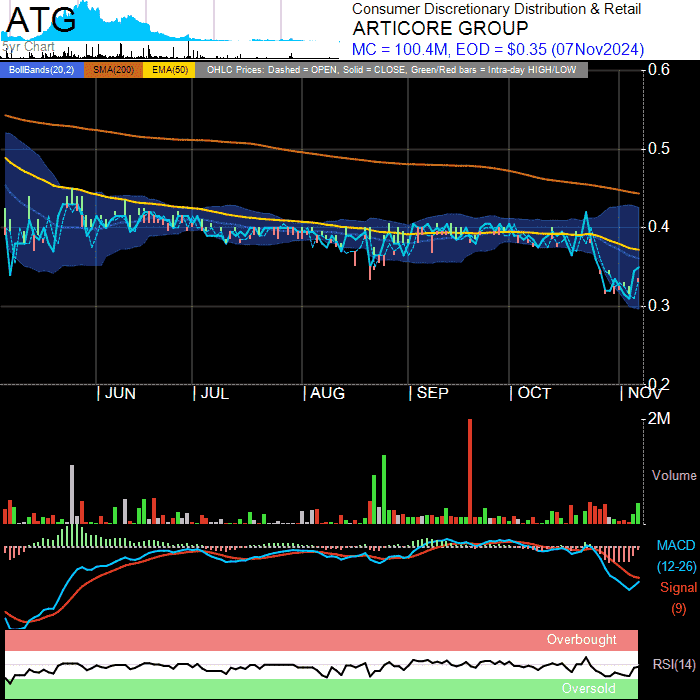 ATG
5yr Chart
Consumer Discretionary Distribution & Retail
ARTICORE GROUP
MC = 100.4M, EOD = $0.35 (07Nov2024)
BollBands(20,2) SMA(200) EMA(50) OHLC Prices: Dashed = OPEN, Solid = CLOSE, Green/Red bars = Intra-day HIGH/LOW
0.6
0.5
0.4
0.3
0.2
JUN JUL AUG SEP OCT NOV
2M
Volume
MACD
(12-26)
Signal
(9)
Overbought
RSI(14)
Oversold